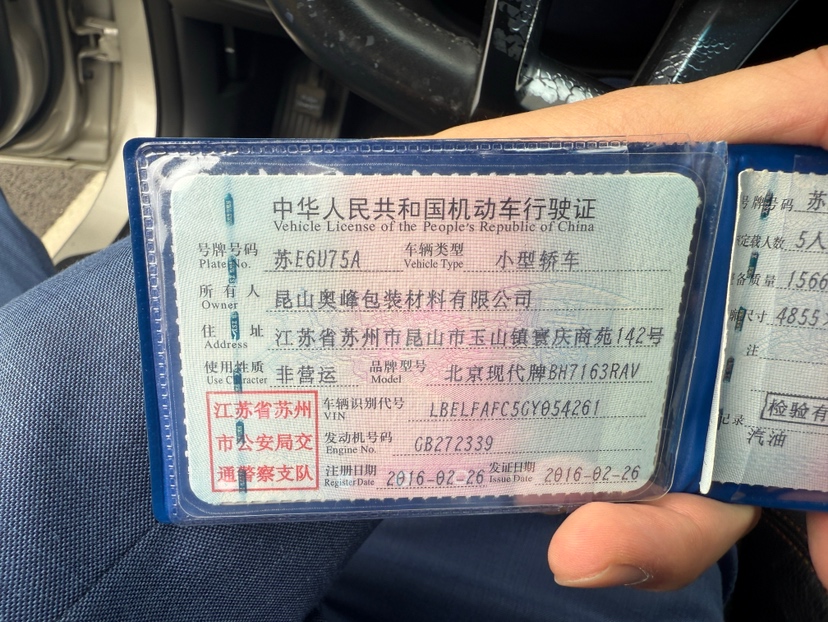 中华人民共和国机动车行驶证
Vehicle License of the People's Republic of China
号牌号码 苏E6U75A 车辆类型 小型轿车
Plate No. Vehicle Type
所有人 昆山奥峰包装材料有限公司
Owner
住址 江苏省苏州市昆山市玉山镇寰庆商苑142号
Address
使用性质 非营运 品牌型号 北京现代牌BH7163RAV
Use Character Model
江苏省苏州
市公安局交
通警察支队
车辆识别代号 LBELFAFC5GY054261
VIN
发动机号码 GB272339
Engine No.
注册日期 2016-02-26 发证日期 2016-02-26
Register Date Issue Date
号牌号码 苏
定载人数 5人
备质量 1566
尺寸 4855
注
记录 检验有
汽油